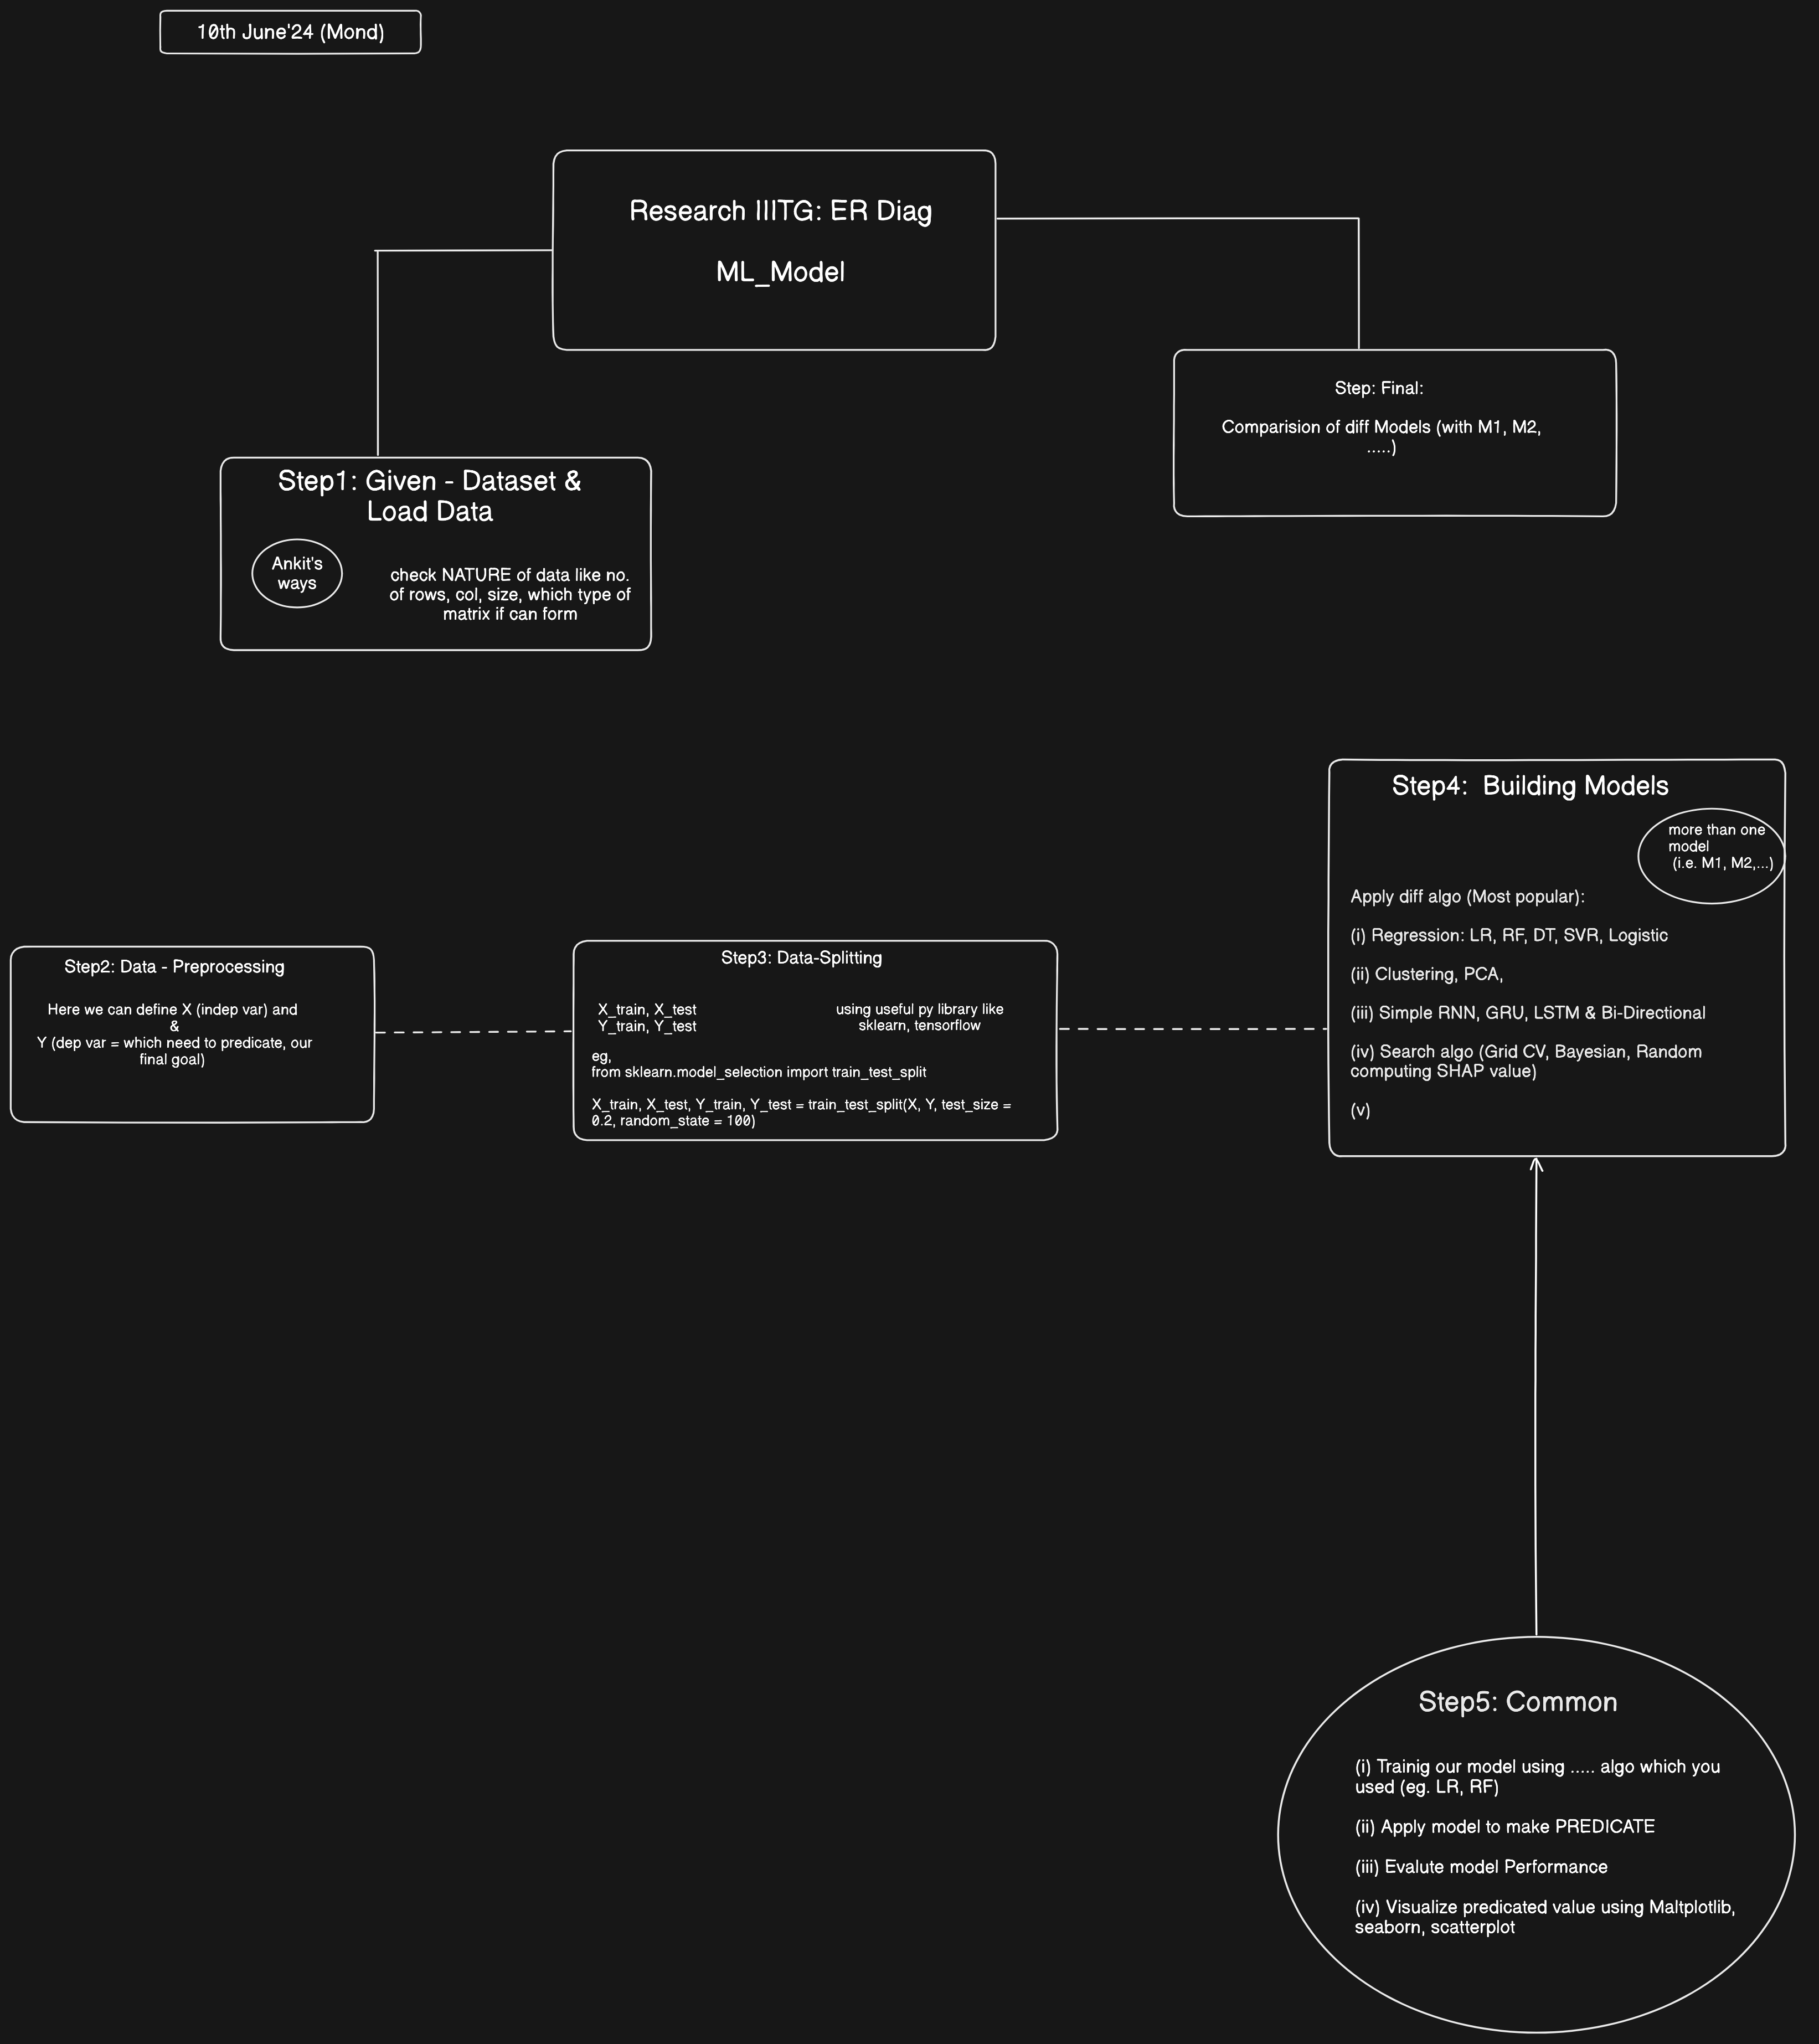 10th June'24 (Mond)
Research IIITG: ER Diag
ML_Model
Step: Final:
Comparision of diff Models (with M1, M2,
.....)
Step1: Given - Dataset &
Load Data
Ankit's
ways
check NATURE of data like no.
of rows, col, size, which type of
matrix if can form
Step2: Data - Preprocessing
Here we can define X (indep var) and
&
Y (dep var = which need to predicate, our
final goal)
Step3: Data-Splitting
X_train, X_test
Y_train, Y_test
using useful py library like
sklearn, tensorflow
eg,
from sklearn.model_selection import train_test_split
X_train, X_test, Y_train, Y_test = train_test_split(X, Y, test_size =
0.2, random_state = 100)
Step4:  Building Models
more than one
model
(i.e. M1, M2,...)
Apply diff algo (Most popular):
(i) Regression: LR, RF, DT, SVR, Logistic
(ii) Clustering, PCA,
(iii) Simple RNN, GRU, LSTM & Bi-Directional
(iv) Search algo (Grid CV, Bayesian, Random
computing SHAP value)
(v)
Step5: Common
(i) Trainig our model using ..... algo which you
used (eg. LR, RF)
(ii) Apply model to make PREDICATE
(iii) Evalute model Performance
(iv) Visualize predicated value using Maltplotlib,
seaborn, scatterplot